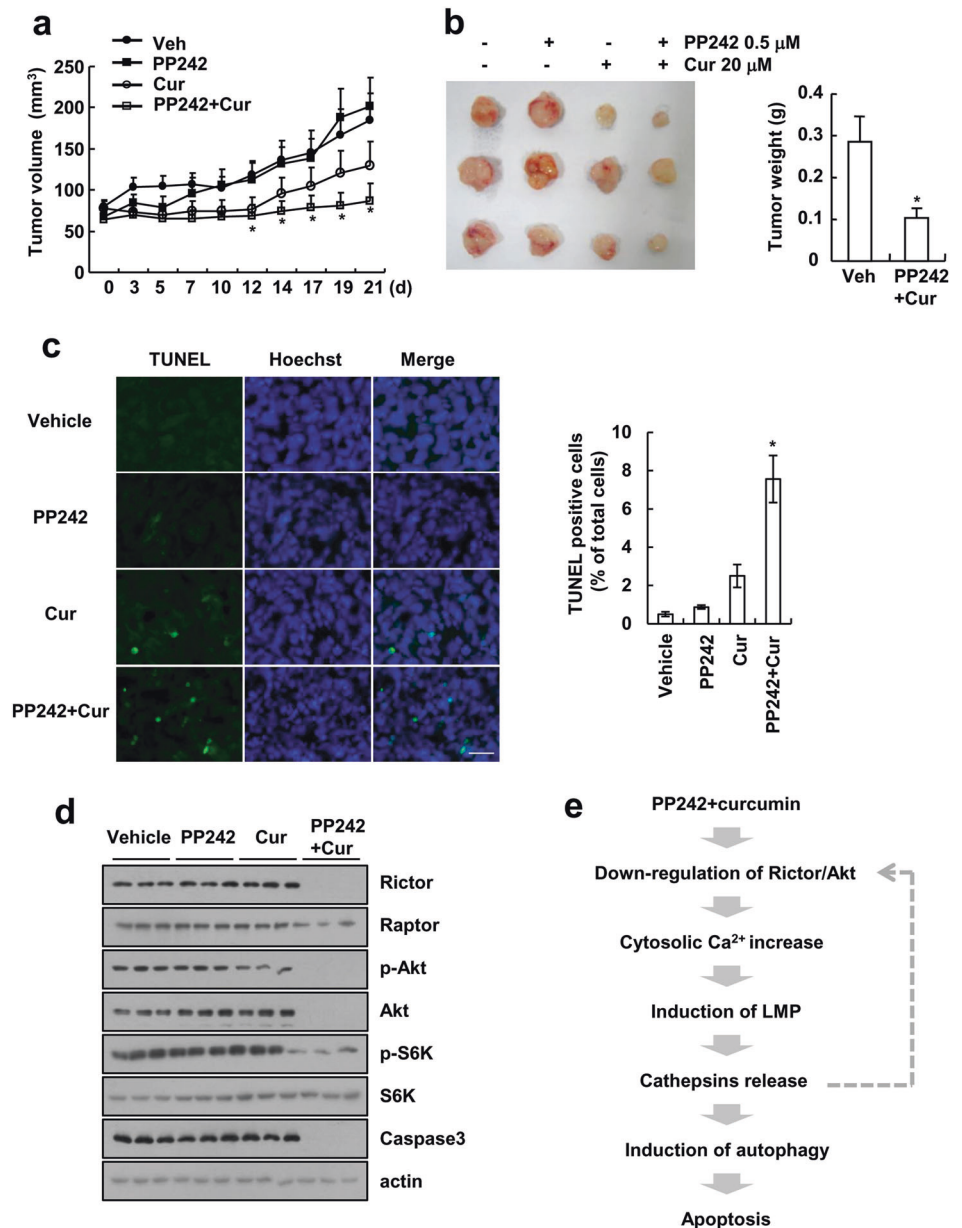 a
Veh
PP242
Cur
PP242+Cur
Tumor volume (mm³)
250
200
150
100
50
0
* * * * *
0 3 5 7 10 12 14 17 19 21 (d)
b
- + - + PP242 0.5 μM
- - + + Cur 20 μM
Tumor weight (g)
0.4
0.3
0.2
0.1
0
*
Veh PP242
+Cur
c
TUNEL Hoechst Merge
Vehicle
PP242
Cur
PP242+Cur
TUNEL positive cells
(% of total cells)
10
8
6
4
2
0
*
Vehicle
PP242
Cur
PP242+Cur
d
Vehicle PP242 Cur PP242
+Cur
Rictor
Raptor
p-Akt
Akt
p-S6K
S6K
Caspase3
actin
e
PP242+curcumin
Down-regulation of Rictor/Akt
Cytosolic Ca²⁺ increase
Induction of LMP
Cathepsins release
Induction of autophagy
Apoptosis